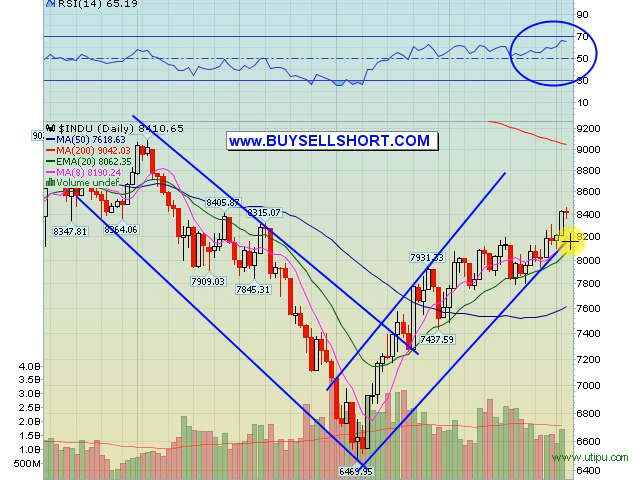 RSI(14) 65.19
90
70
50
30
10
$INDU (Daily) 8410.65
MA(50) 7618.63
MA(200) 9042.03
EMA(20) 8062.35
MA(8) 8190.24
Volume undef.
www.BUYSELLSHORT.COM
9200
9000
8800
8600
8400
8200
8000
7800
7600
7400
7200
7000
6800
6600
6400
8347.81
8364.06
8405.87
8315.07
7909.03
7845.31
7931.33
7437.59
6469.95
4.0B
3.5B
3.0B
2.5B
2.0B
1.5B
1.0B
500M
www.utipu.com